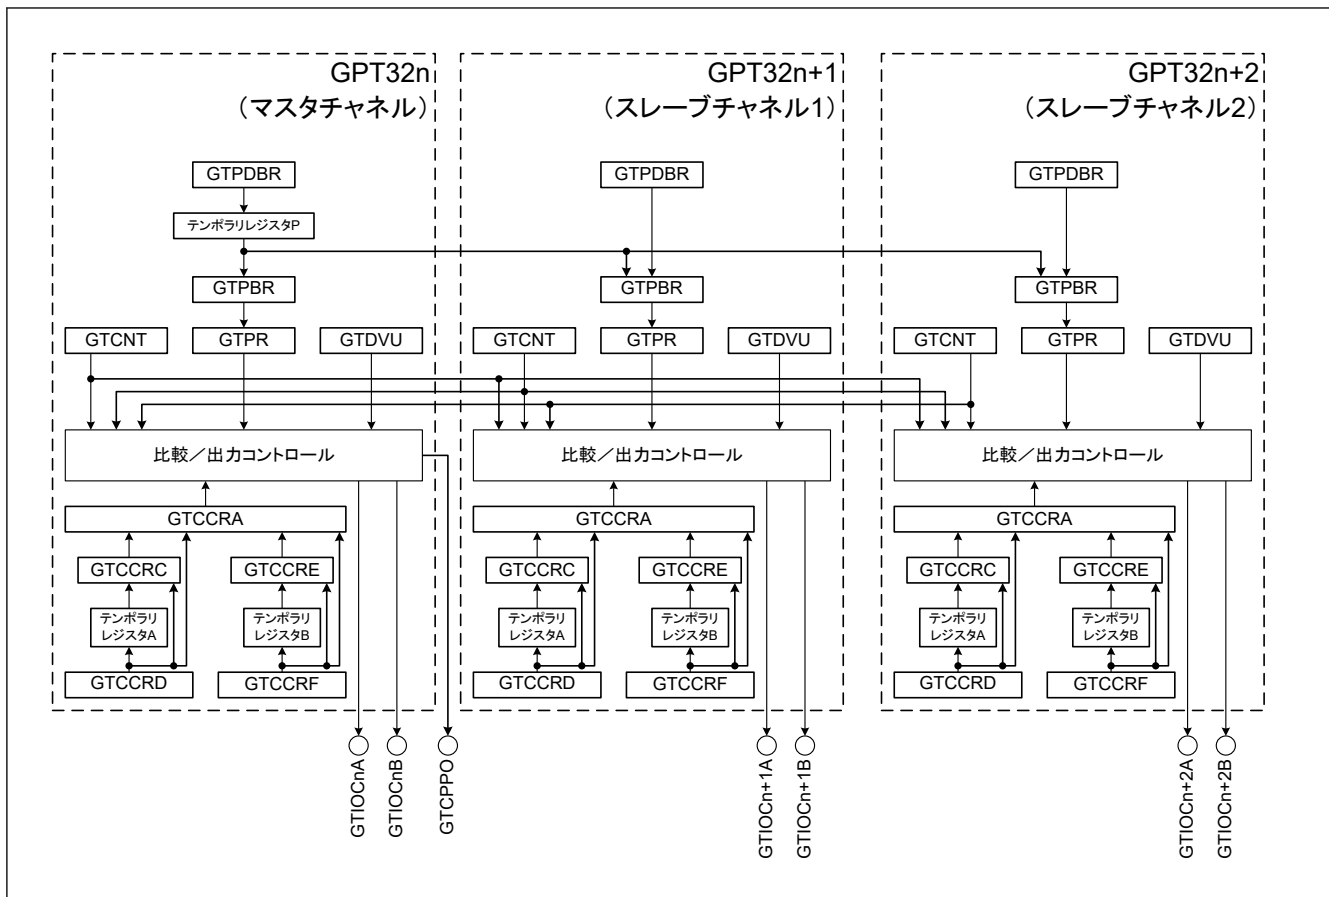 GPT32n
（マスタチャネル）
GTPDBR
テンポラリレジスタP
GTPBR
GTCNT
GTPR
GTDVU
比較／出力コントロール
GTCCRA
GTCCRC
GTCCRE
テンポラリ
レジスタA
テンポラリ
レジスタB
GTCCRD
GTCCRF
GTIOCnA
GTIOCnB
GTCPPO
GPT32n+1
（スレーブチャネル1）
GTPDBR
GTPBR
GTCNT
GTPR
GTDVU
比較／出力コントロール
GTCCRA
GTCCRC
GTCCRE
テンポラリ
レジスタA
テンポラリ
レジスタB
GTCCRD
GTCCRF
GTIOCn+1A
GTIOCn+1B
GPT32n+2
（スレーブチャネル2）
GTPDBR
GTPBR
GTCNT
GTPR
GTDVU
比較／出力コントロール
GTCCRA
GTCCRC
GTCCRE
テンポラリ
レジスタA
テンポラリ
レジスタB
GTCCRD
GTCCRF
GTIOCn+2A
GTIOCn+2B